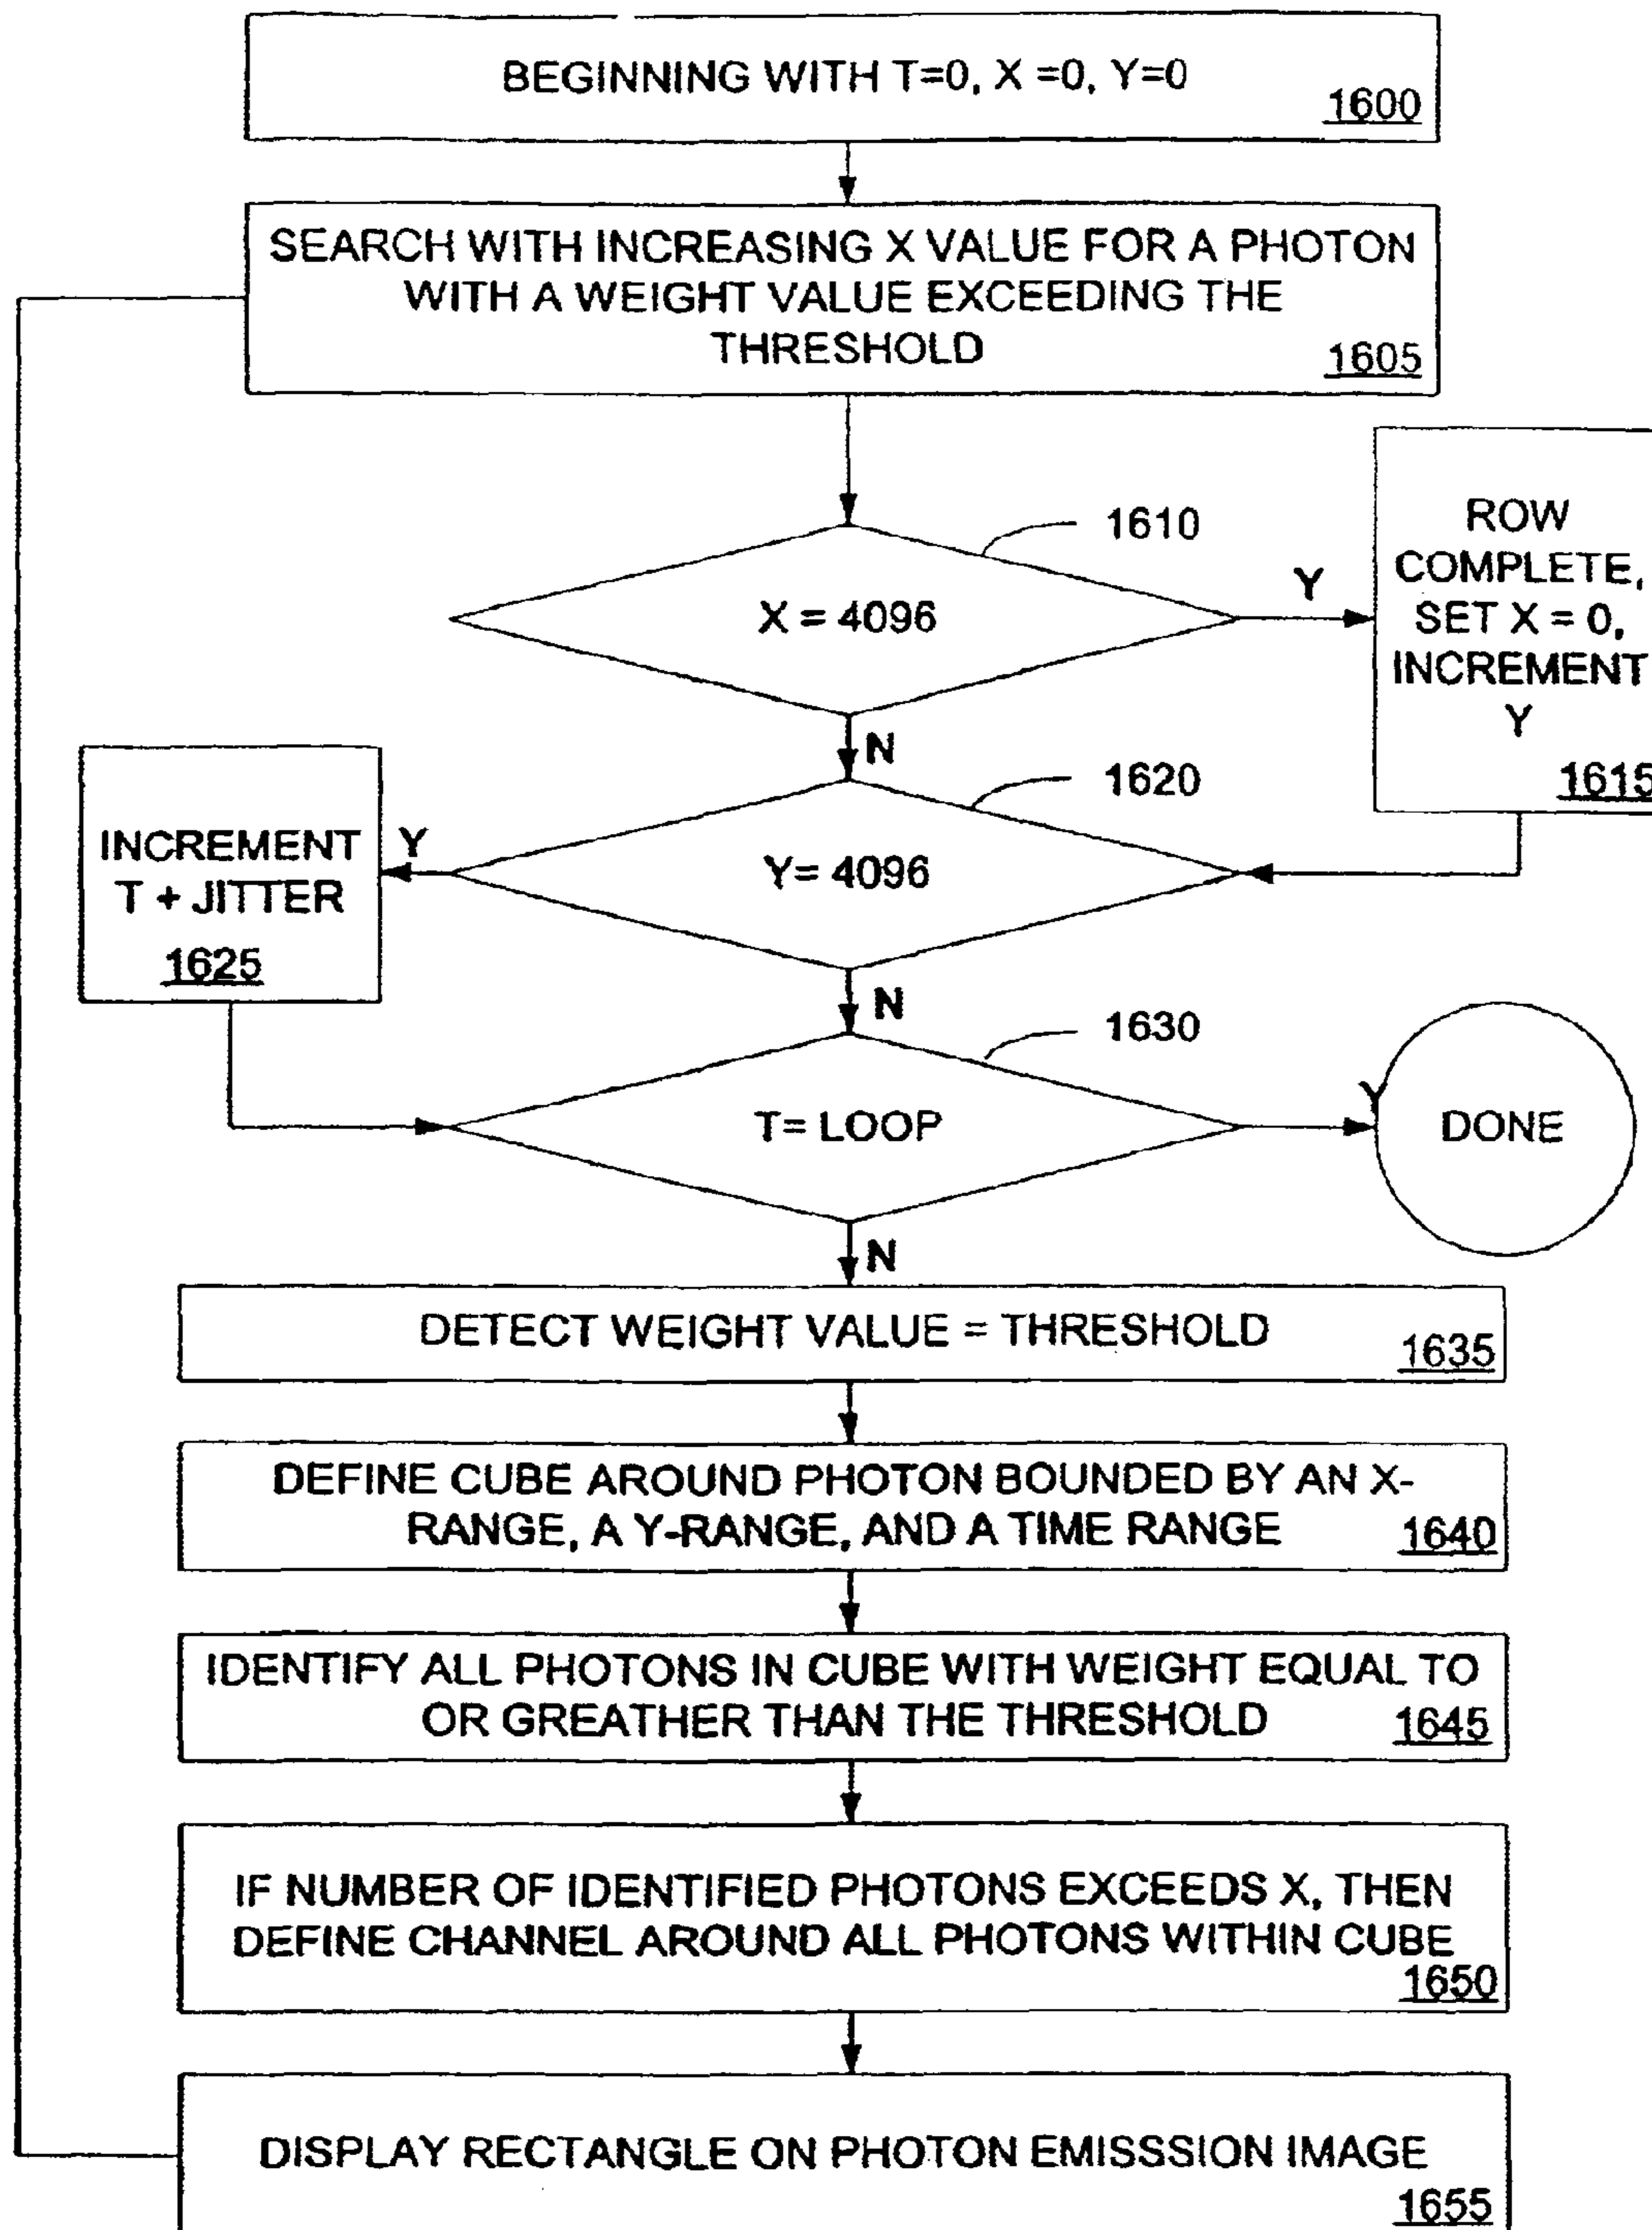 BEGINNING WITH T=0, X =0, Y=0
1600
SEARCH WITH INCREASING X VALUE FOR A PHOTON
WITH A WEIGHT VALUE EXCEEDING THE
THRESHOLD
1605
1610
X = 4096
Y
ROW
COMPLETE,
SET X = 0,
INCREMENT
Y
1615
N
1620
Y= 4096
Y
INCREMENT
T + JITTER
1625
N
1630
T= LOOP
Y
DONE
N
DETECT WEIGHT VALUE = THRESHOLD
1635
DEFINE CUBE AROUND PHOTON BOUNDED BY AN X-
RANGE, A Y-RANGE, AND A TIME RANGE
1640
IDENTIFY ALL PHOTONS IN CUBE WITH WEIGHT EQUAL TO
OR GREATHER THAN THE THRESHOLD
1645
IF NUMBER OF IDENTIFIED PHOTONS EXCEEDS X, THEN
DEFINE CHANNEL AROUND ALL PHOTONS WITHIN CUBE
1650
DISPLAY RECTANGLE ON PHOTON EMISSSION IMAGE
1655